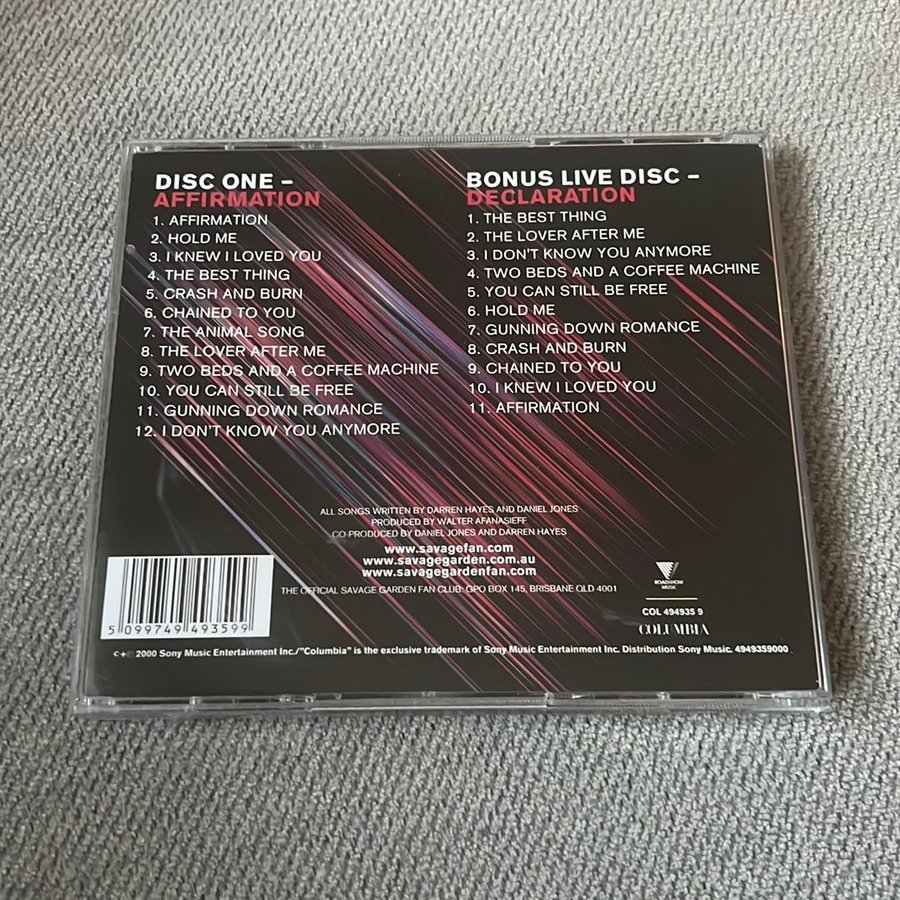 DISC ONE –
AFFIRMATION
1. AFFIRMATION
2. HOLD ME
3. I KNEW I LOVED YOU
4. THE BEST THING
5. CRASH AND BURN
6. CHAINED TO YOU
7. THE ANIMAL SONG
8. THE LOVER AFTER ME
9. TWO BEDS AND A COFFEE MACHINE
10. YOU CAN STILL BE FREE
11. GUNNING DOWN ROMANCE
12. I DON'T KNOW YOU ANYMORE
BONUS LIVE DISC –
DECLARATION
1. THE BEST THING
2. THE LOVER AFTER ME
3. I DON'T KNOW YOU ANYMORE
4. TWO BEDS AND A COFFEE MACHINE
5. YOU CAN STILL BE FREE
6. HOLD ME
7. GUNNING DOWN ROMANCE
8. CRASH AND BURN
9. CHAINED TO YOU
10. I KNEW I LOVED YOU
11. AFFIRMATION
ALL SONGS WRITTEN BY DARREN HAYES AND DANIEL JONES
PRODUCED BY WALTER AFANASIEFF
CO-PRODUCED BY DANIEL JONES AND DARREN HAYES
www.savagefan.com
www.savagegarden.com.au
www.savagegardenfan.com
THE OFFICIAL SAVAGE GARDEN FAN CLUB: GPO BOX 145, BRISBANE QLD 4001
ROADSHOW
MUSIC
COL 494935 9
COLUMBIA
5 099749 493599
© + ℗ 2000 Sony Music Entertainment Inc./"Columbia" is the exclusive trademark of Sony Music Entertainment Inc. Distribution Sony Music. 4949359000